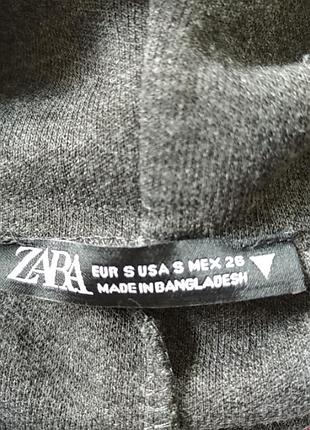 ZARA
EUR S USA S MEX 26
MADE IN BANGLADESH